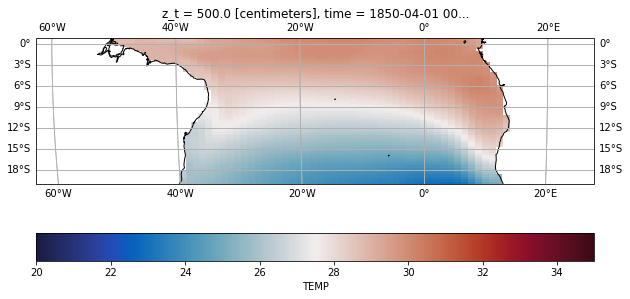 z_t = 500.0 [centimeters], time = 1850-04-01 00...
60°W 40°W 20°W 0° 20°E
0° 0°
3°S 3°S
6°S 6°S
9°S 9°S
12°S 12°S
15°S 15°S
18°S 18°S
60°W 40°W 20°W 0° 20°E
20 22 24 26 28 30 32 34
TEMP